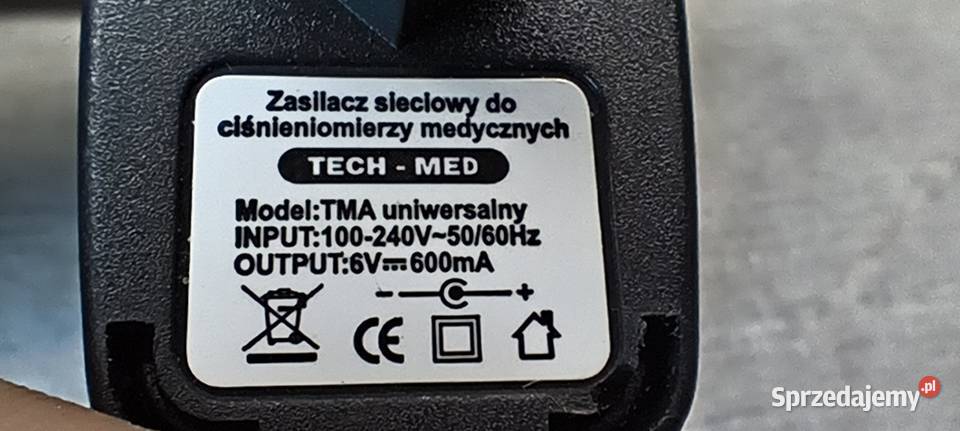 Zasilacz sieciowy do
ciśnieniomierzy medycznych
TECH - MED
Model:TMA uniwersalny
INPUT:100-240V~50/60Hz
OUTPUT:6V⎓600mA
- +
CE
Sprzedajemy.pl